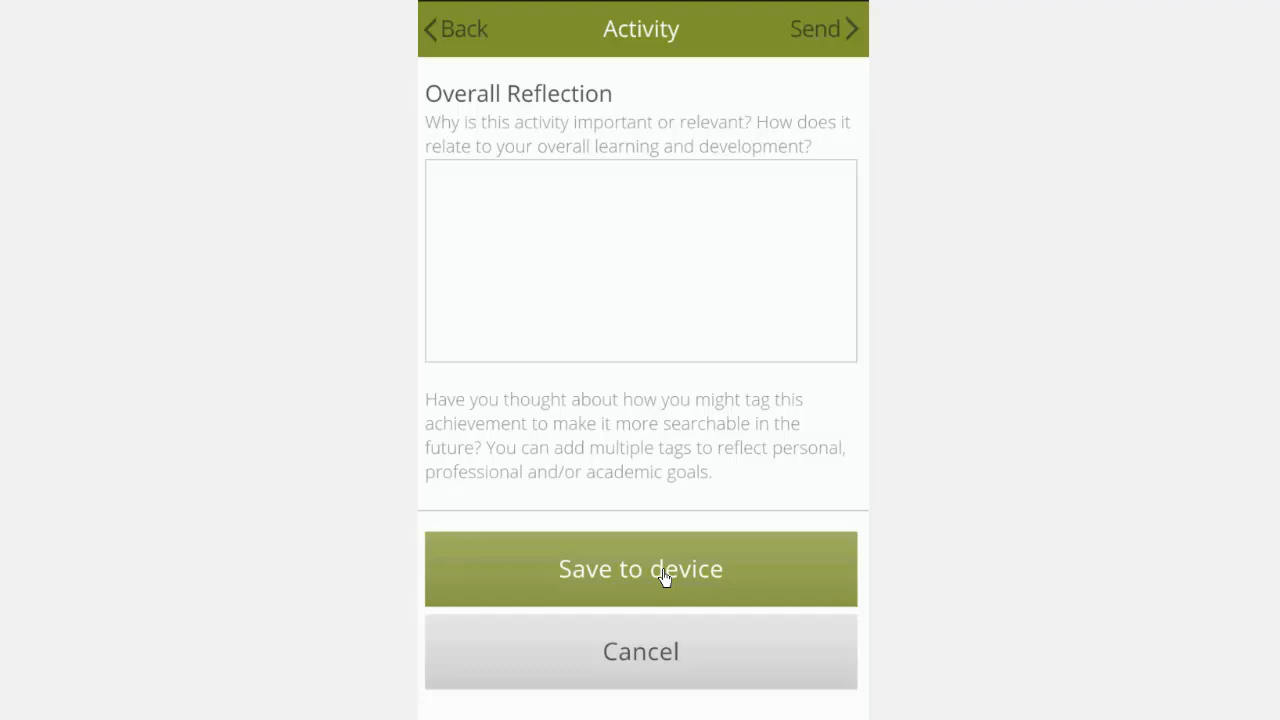 Back Activity Send
Overall Reflection
Why is this activity important or relevant? How does it
relate to your overall learning and development?
Have you thought about how you might tag this
achievement to make it more searchable in the
future? You can add multiple tags to reflect personal,
professional and/or academic goals.
Save to device
Cancel